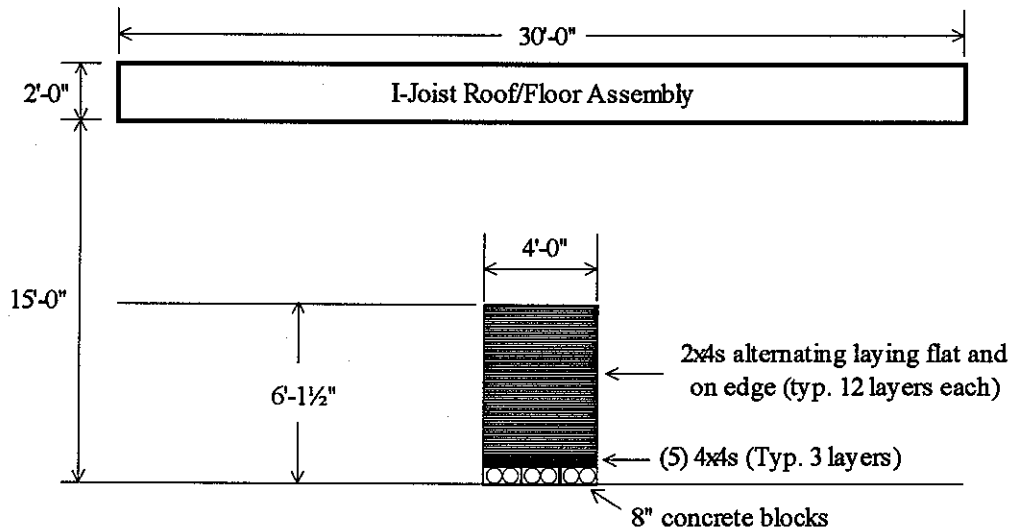 30'-0"
2'-0"
I-Joist Roof/Floor Assembly
4'-0"
15'-0"
2x4s alternating laying flat and
on edge (typ. 12 layers each)
6'-1½"
(5) 4x4s (Typ. 3 layers)
8" concrete blocks